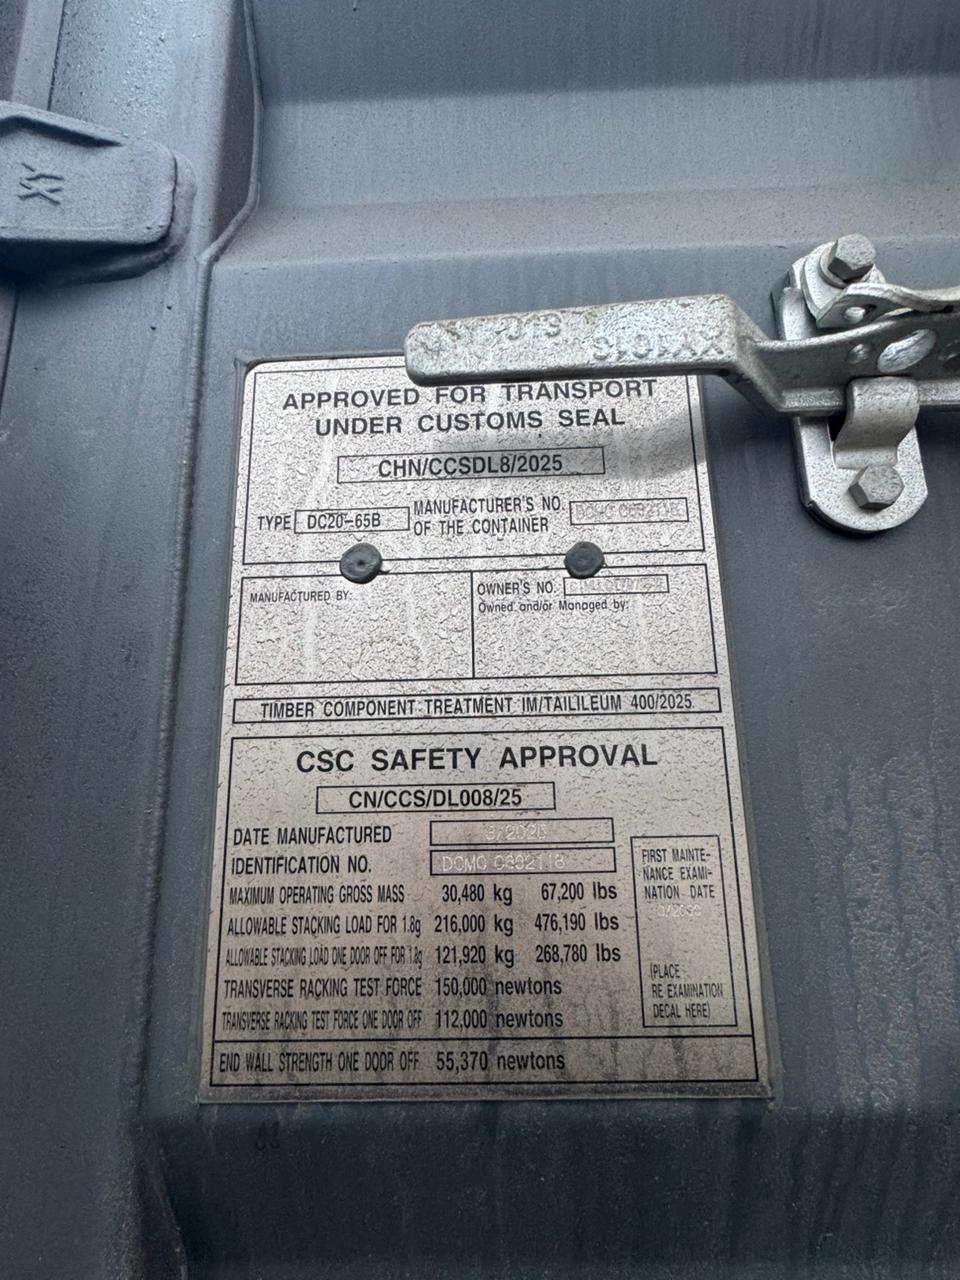 APPROVED FOR TRANSPORT
UNDER CUSTOMS SEAL
CHN/CCSDL8/2025
TYPE DC20-65B MANUFACTURER'S NO. OF THE CONTAINER
MANUFACTURED BY:
OWNER'S NO.
Owned and/or Managed by:
TIMBER COMPONENT TREATMENT IM/TAILILEUM 400/2025
CSC SAFETY APPROVAL
CN/CCS/DL008/25
DATE MANUFACTURED
IDENTIFICATION NO.
MAXIMUM OPERATING GROSS MASS 30,480 kg 67,200 lbs
ALLOWABLE STACKING LOAD FOR 1.8g 216,000 kg 476,190 lbs
ALLOWABLE STACKING LOAD ONE DOOR OFF FOR 1.8g 121,920 kg 268,780 lbs
TRANSVERSE RACKING TEST FORCE 150,000 newtons
TRANSVERSE RACKING TEST FORCE ONE DOOR OFF 112,000 newtons
END WALL STRENGTH ONE DOOR OFF 55,370 newtons
FIRST MAINTE-
NANCE EXAMI-
NATION DATE
(PLACE
RE EXAMINATION
DECAL HERE)